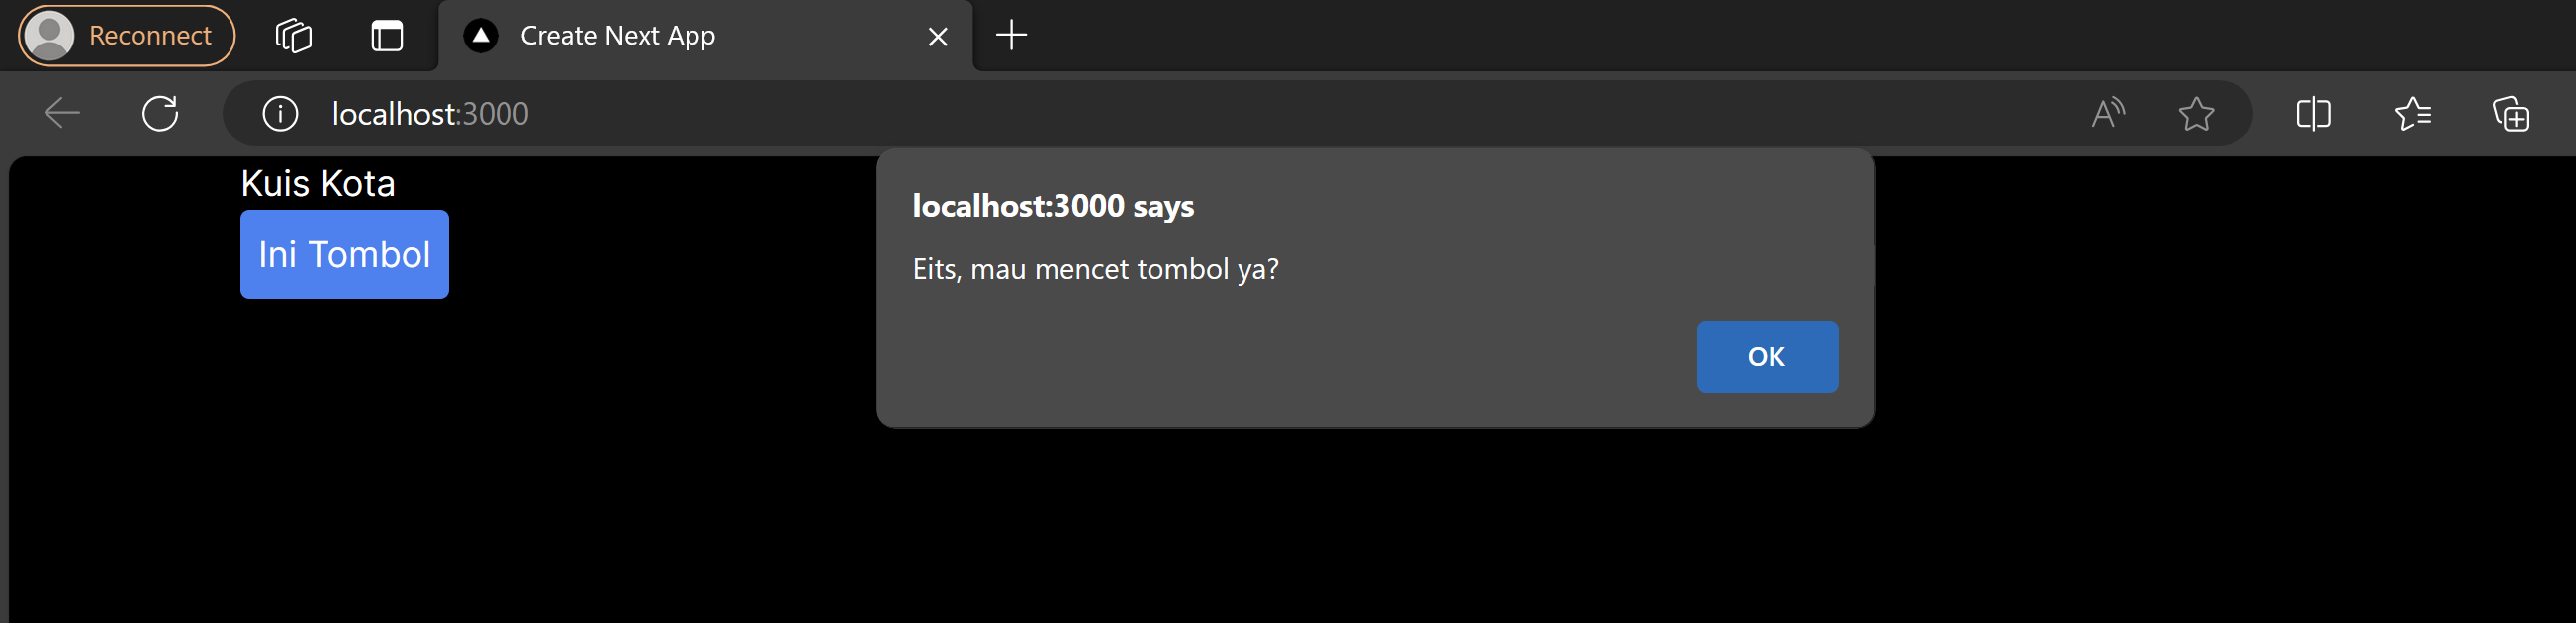 Reconnect
Create Next App
localhost:3000
Kuis Kota
Ini Tombol
localhost:3000 says
Eits, mau mencet tombol ya?
OK